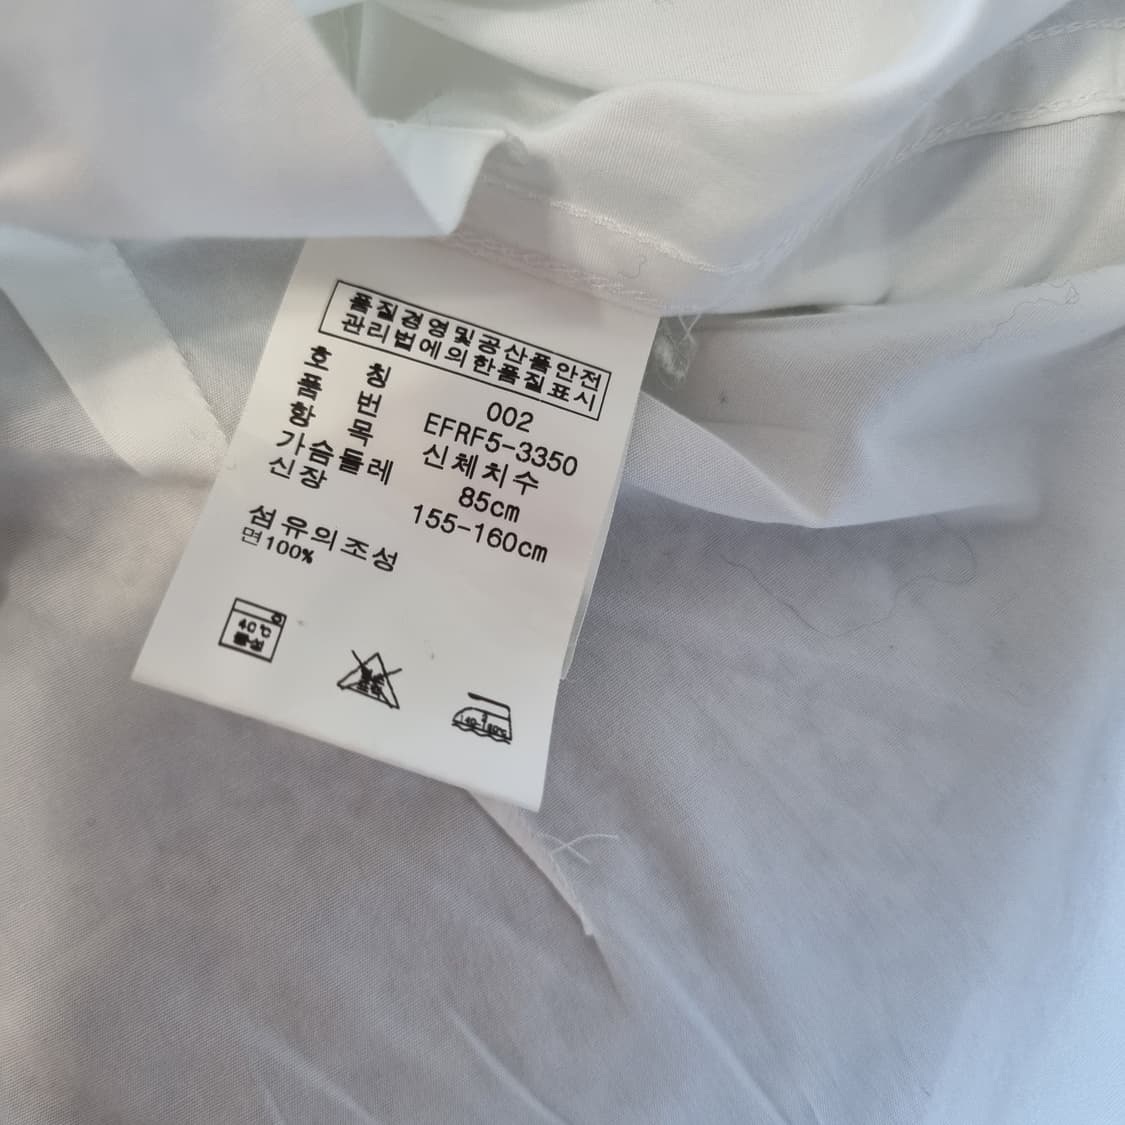 품질경영및공산품안전
관리법에의한품질표시
호 칭 002
품 번 EFRF5-3350
항 목 신체치수
가슴둘레 85cm
신장 155-160cm
섬유의조성
면100%
40℃